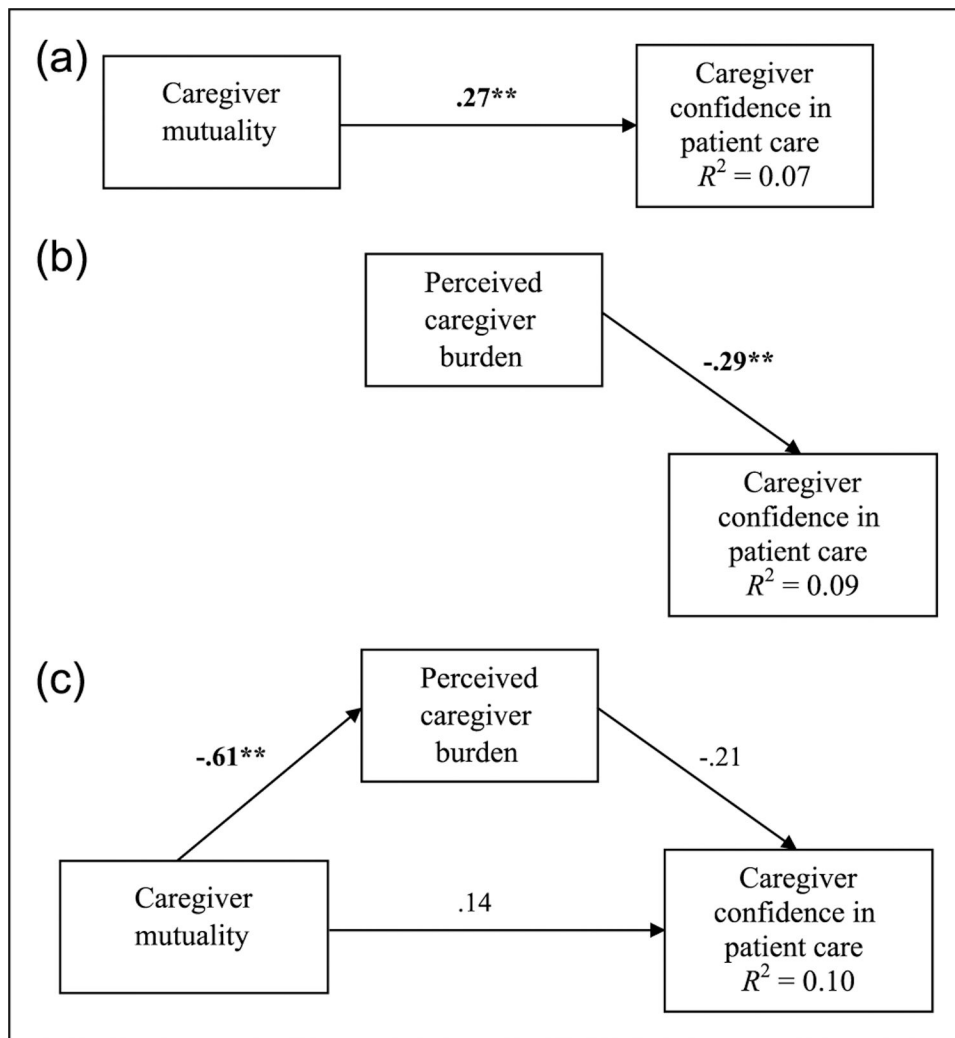 (a)
Caregiver
mutuality
.27**
Caregiver
confidence in
patient care
R² = 0.07
(b)
Perceived
caregiver
burden
-.29**
Caregiver
confidence in
patient care
R² = 0.09
(c)
Perceived
caregiver
burden
-.61**
-.21
Caregiver
mutuality
.14
Caregiver
confidence in
patient care
R² = 0.10